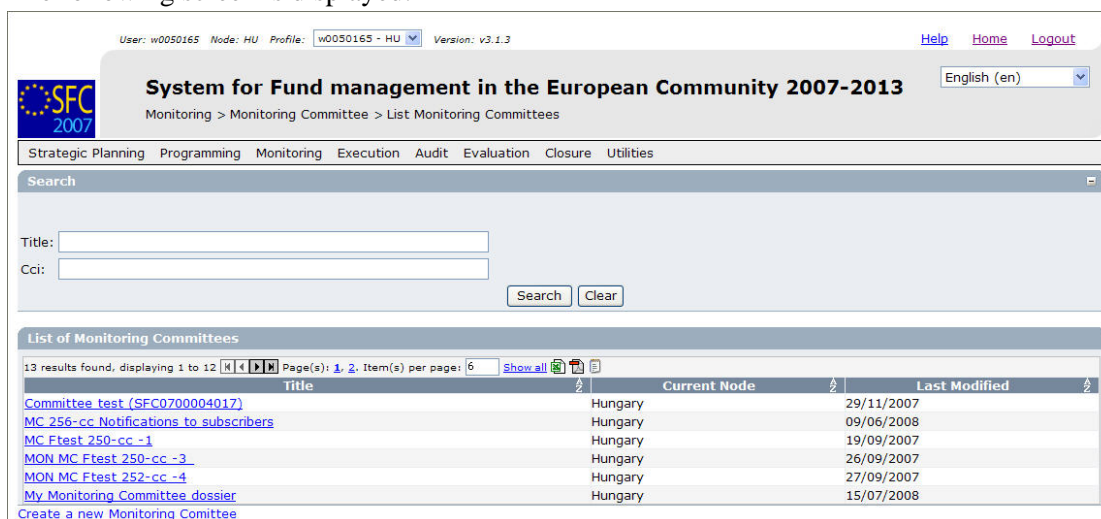 User: w0050165 Node: HU Profile: w0050165 - HU Version: v3.1.3 Help Home Logout
English (en)
System for Fund management in the European Community 2007-2013
SFC
2007
Monitoring > Monitoring Committee > List Monitoring Committees
Strategic Planning Programming Monitoring Execution Audit Evaluation Closure Utilities
Search
Title:
Cci:
Search Clear
List of Monitoring Committees
13 results found, displaying 1 to 12 Page(s): 1, 2. Item(s) per page: 6 Show all
Title Current Node Last Modified
Committee test (SFC0700004017) Hungary 29/11/2007
MC 256-cc Notifications to subscribers Hungary 09/06/2008
MC Ftest 250-cc -1 Hungary 19/09/2007
MON MC Ftest 250-cc -3 Hungary 26/09/2007
MON MC Ftest 252-cc -4 Hungary 27/09/2007
My Monitoring Committee dossier Hungary 15/07/2008
Create a new Monitoring Comittee